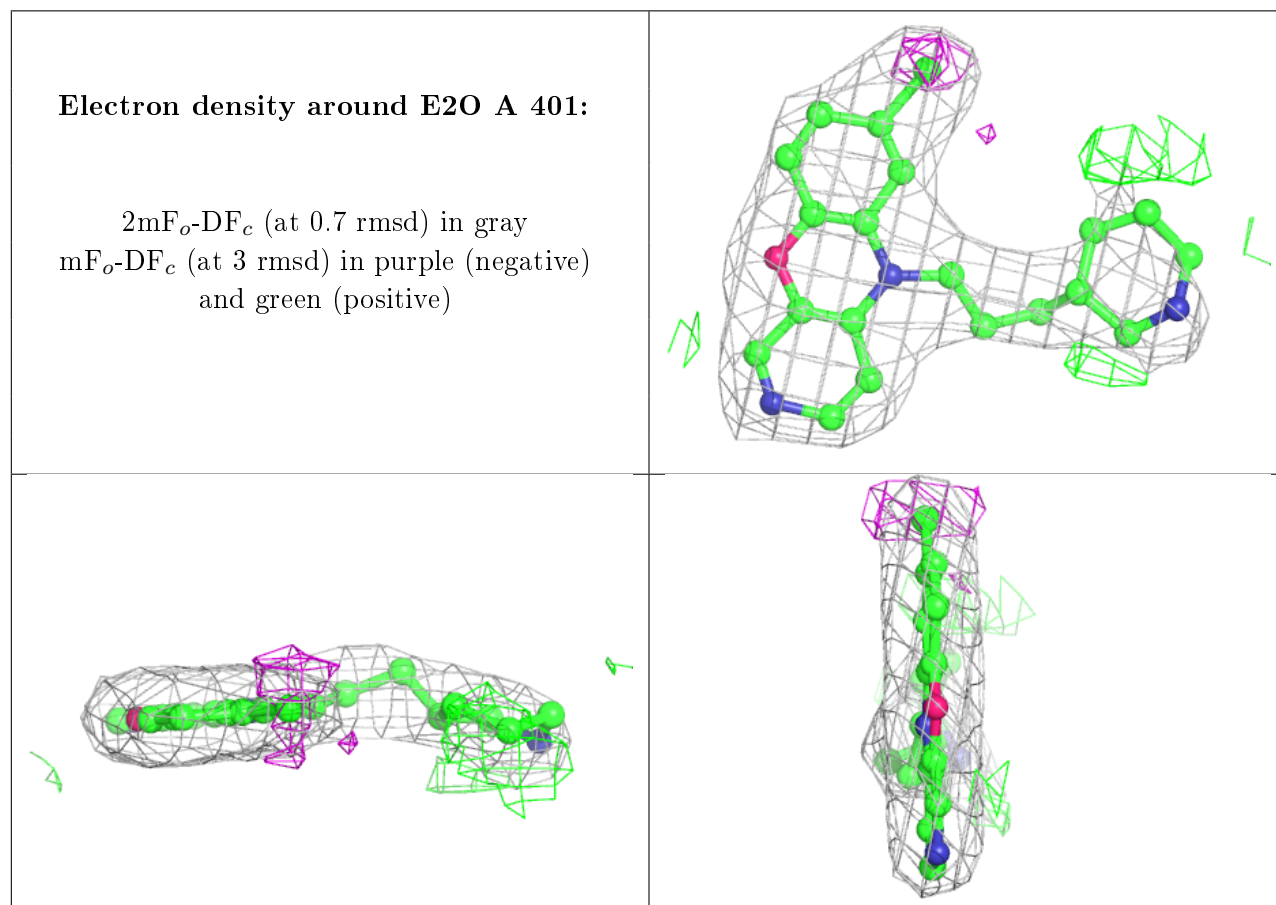 Electron density around E2O A 401:
2mFo-DFc (at 0.7 rmsd) in gray
mFo-DFc (at 3 rmsd) in purple (negative)
and green (positive)